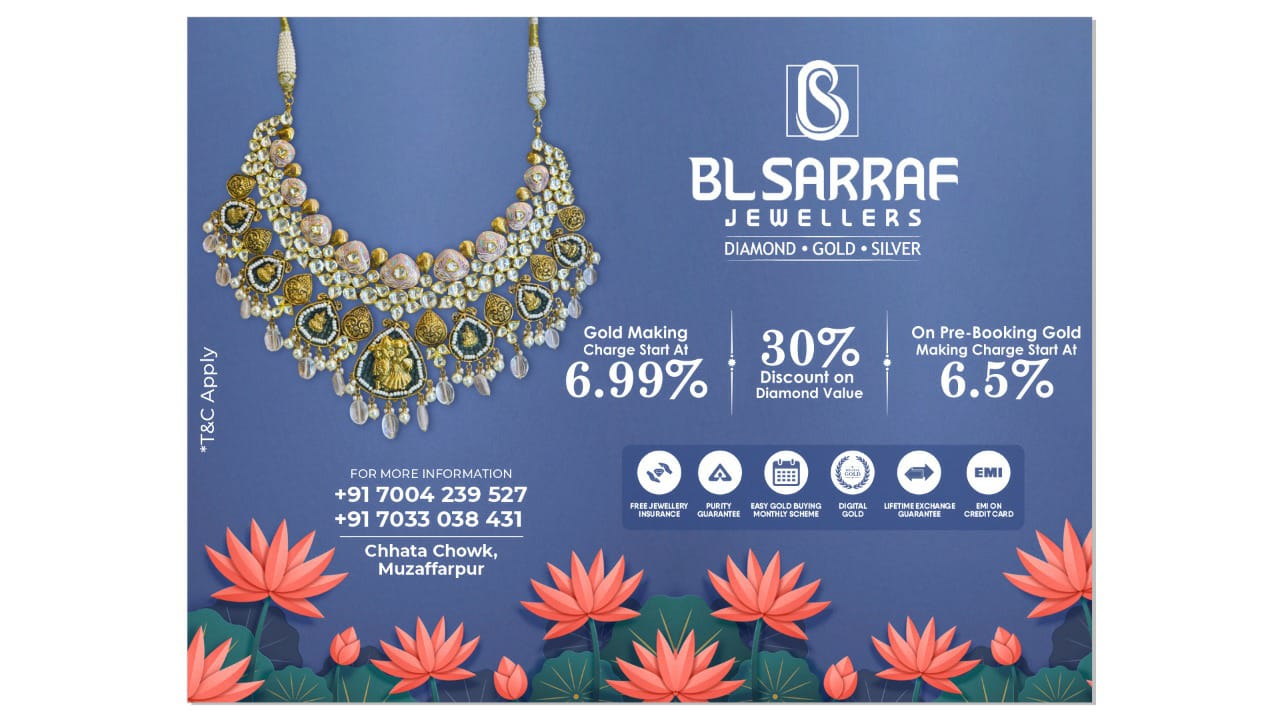 BL SARRAF
JEWELLERS
DIAMOND • GOLD • SILVER
Gold Making
Charge Start At
6.99%
30%
Discount on
Diamond Value
On Pre-Booking Gold
Making Charge Start At
6.5%
*T&C Apply
FREE JEWELLERY
INSURANCE
PURITY
GUARANTEE
EASY GOLD BUYING
MONTHLY SCHEME
GOLD
DIGITAL
GOLD
LIFETIME EXCHANGE
GUARANTEE
EMI
EMI ON
CREDIT CARD
FOR MORE INFORMATION
+91 7004 239 527
+91 7033 038 431
Chhata Chowk,
Muzaffarpur